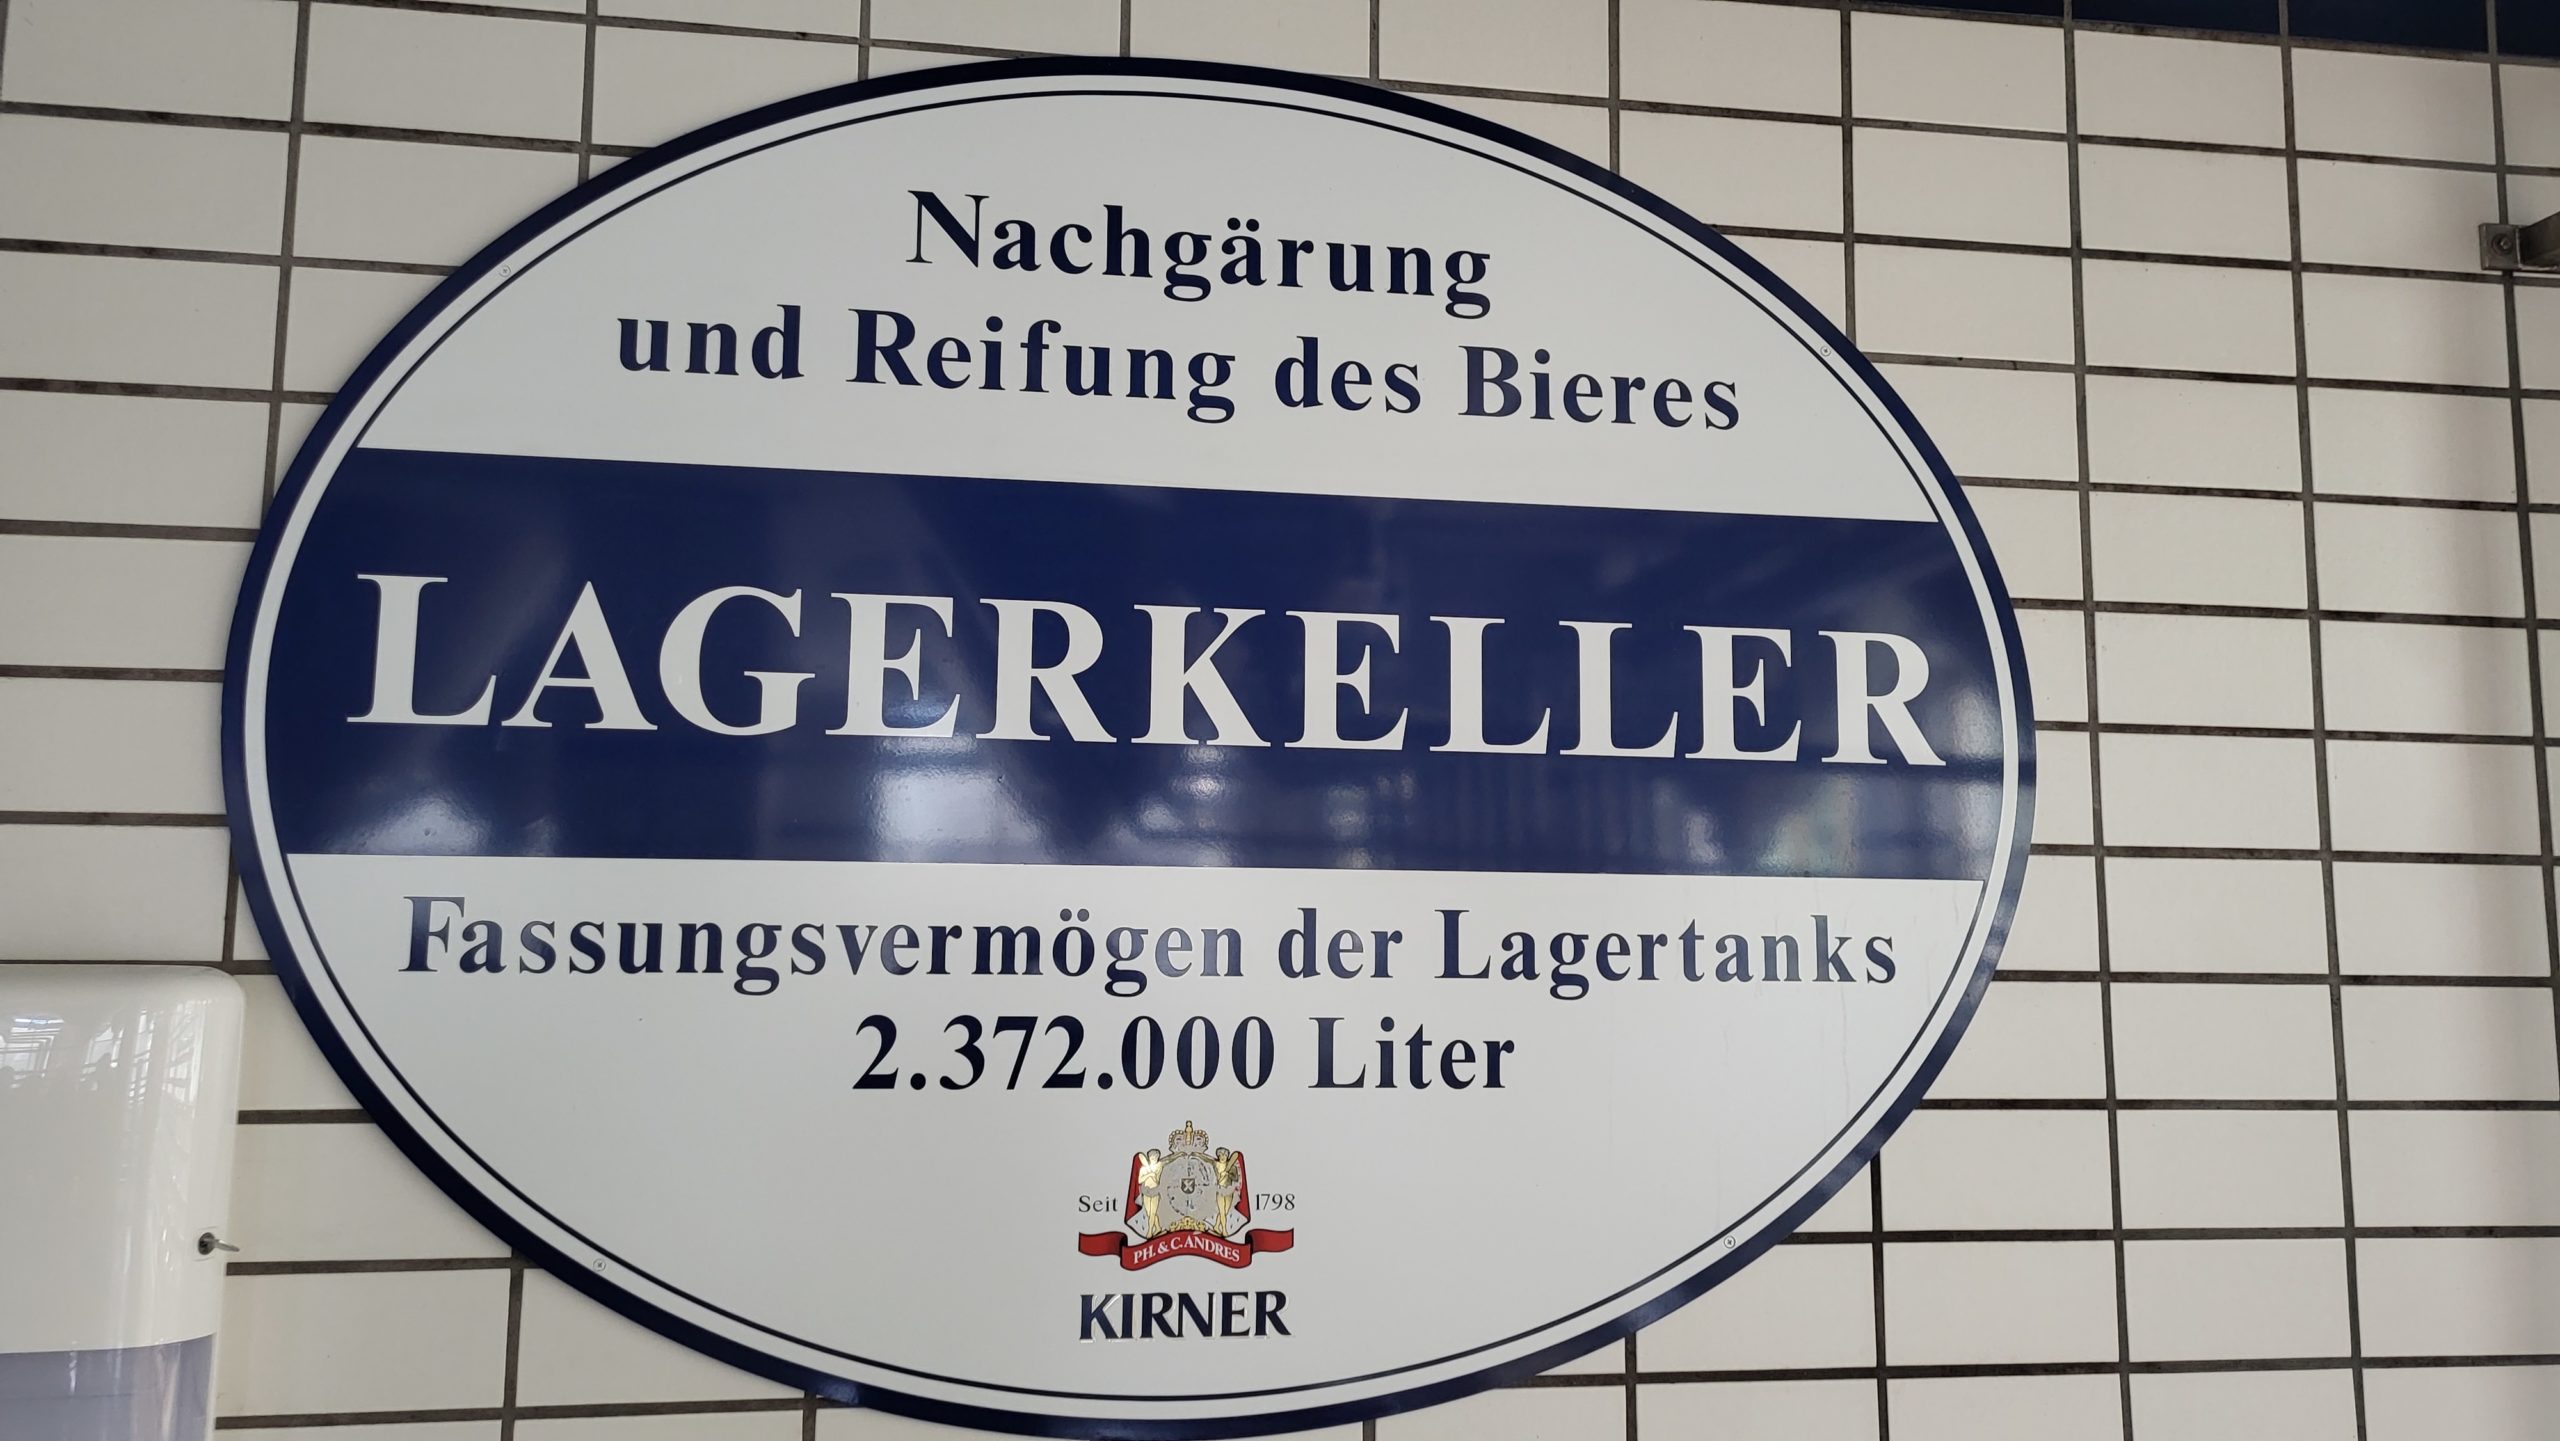 Nachgärung
und Reifung des Bieres
LAGERKELLER
Fassungsvermögen der Lagertanks
2.372.000 Liter
Seit 1798
PH. & C. ANDRES
KIRNER